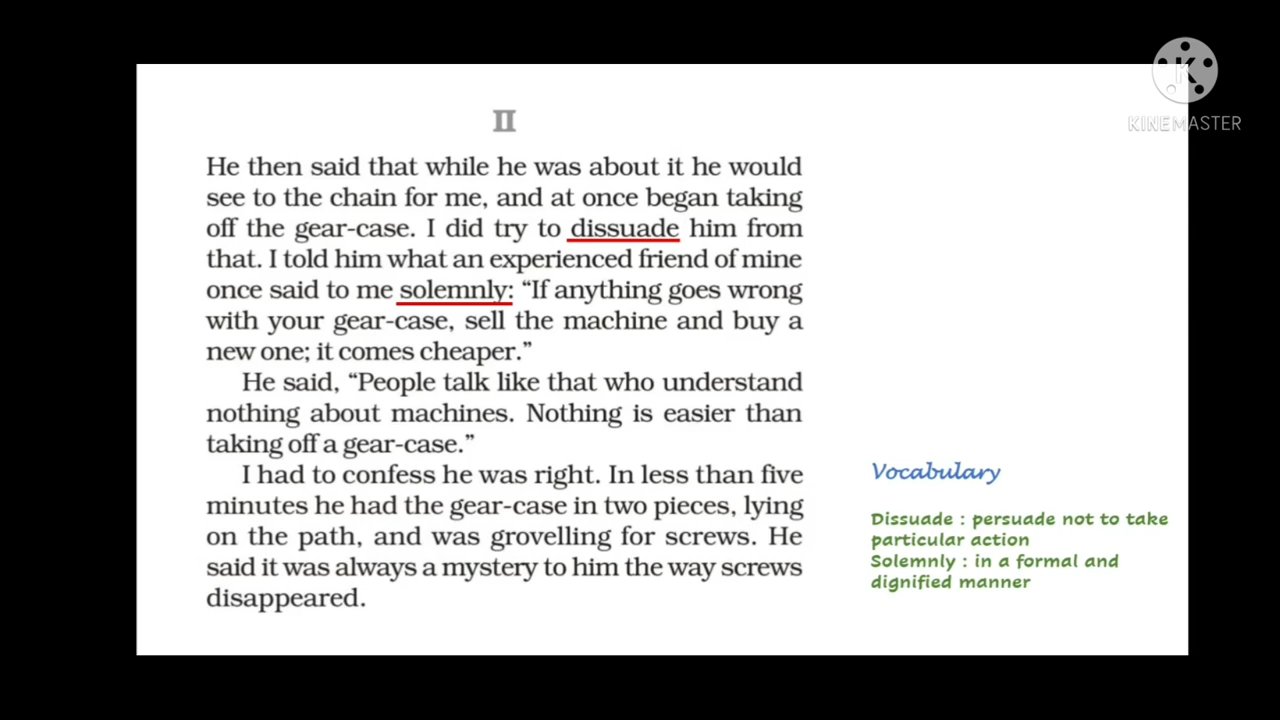 II
He then said that while he was about it he would
see to the chain for me, and at once began taking
off the gear-case. I did try to dissuade him from
that. I told him what an experienced friend of mine
once said to me solemnly: “If anything goes wrong
with your gear-case, sell the machine and buy a
new one; it comes cheaper.”
He said, “People talk like that who understand
nothing about machines. Nothing is easier than
taking off a gear-case.”
I had to confess he was right. In less than five
minutes he had the gear-case in two pieces, lying
on the path, and was grovelling for screws. He
said it was always a mystery to him the way screws
disappeared.
Vocabulary
Dissuade : persuade not to take
particular action
Solemnly : in a formal and
dignified manner
K
KINEMASTER